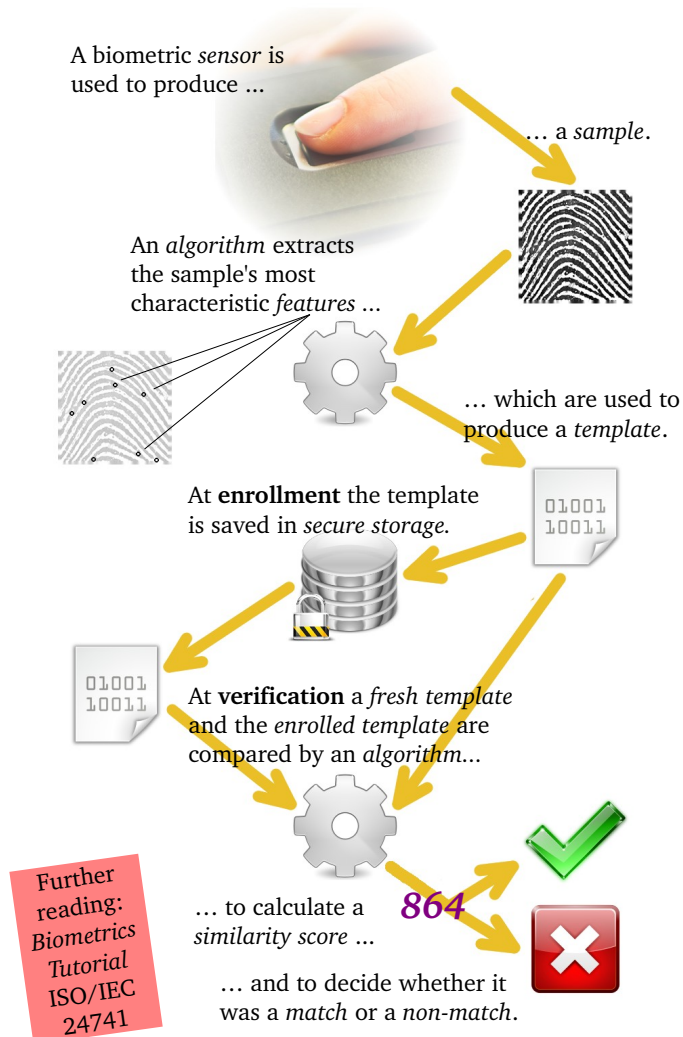 A biometric sensor is
used to produce ...
… a sample.
An algorithm extracts
the sample's most
characteristic features ...
… which are used to
produce a template.
01001
10011
At enrollment the template
is saved in secure storage.
01001
10011
At verification a fresh template
and the enrolled template are
compared by an algorithm...
864
… to calculate a
similarity score ...
… and to decide whether it
was a match or a non-match.
Further
reading:
Biometrics
Tutorial
ISO/IEC
24741